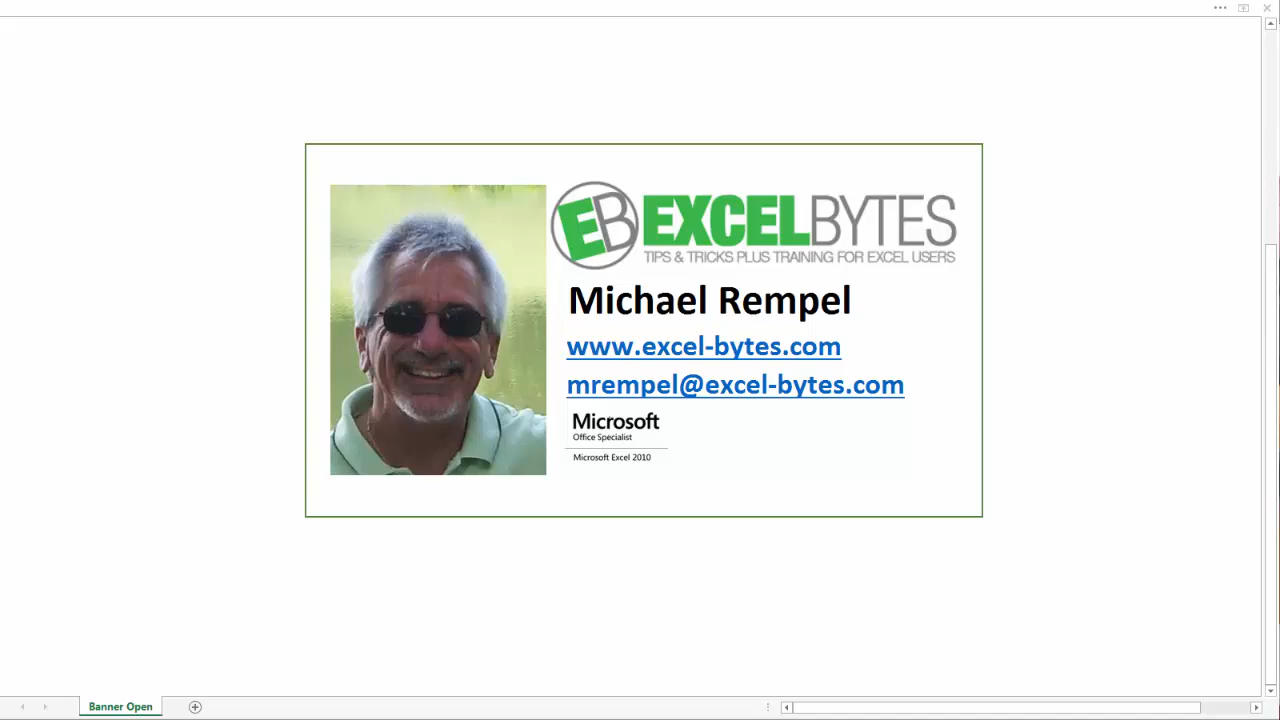 EB EXCELBYTES
TIPS & TRICKS PLUS TRAINING FOR EXCEL USERS
Michael Rempel
www.excel-bytes.com
mrempel@excel-bytes.com
Microsoft
Office Specialist
Microsoft Excel 2010
Banner Open